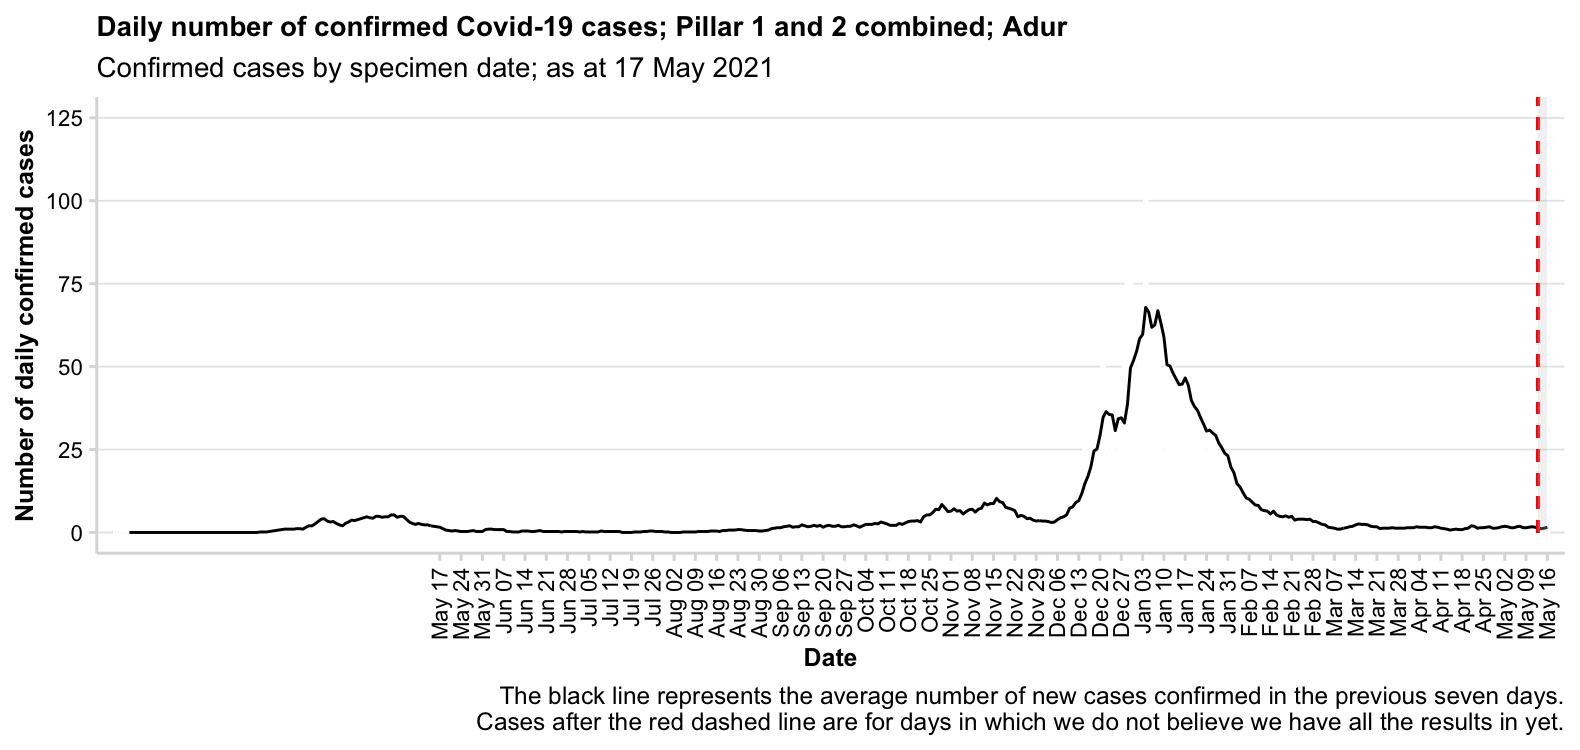 Daily number of confirmed Covid-19 cases; Pillar 1 and 2 combined; Adur
Confirmed cases by specimen date; as at 17 May 2021
Number of daily confirmed cases
125
100
75
50
25
0
May 17
May 24
May 31
Jun 07
Jun 14
Jun 21
Jun 28
Jul 05
Jul 12
Jul 19
Jul 26
Aug 02
Aug 09
Aug 16
Aug 23
Aug 30
Sep 06
Sep 13
Sep 20
Sep 27
Oct 04
Oct 11
Oct 18
Oct 25
Nov 01
Nov 08
Nov 15
Nov 22
Nov 29
Dec 06
Dec 13
Dec 20
Dec 27
Jan 03
Jan 10
Jan 17
Jan 24
Jan 31
Feb 07
Feb 14
Feb 21
Feb 28
Mar 07
Mar 14
Mar 21
Mar 28
Apr 04
Apr 11
Apr 18
Apr 25
May 02
May 09
May 16
Date
The black line represents the average number of new cases confirmed in the previous seven days.
Cases after the red dashed line are for days in which we do not believe we have all the results in yet.